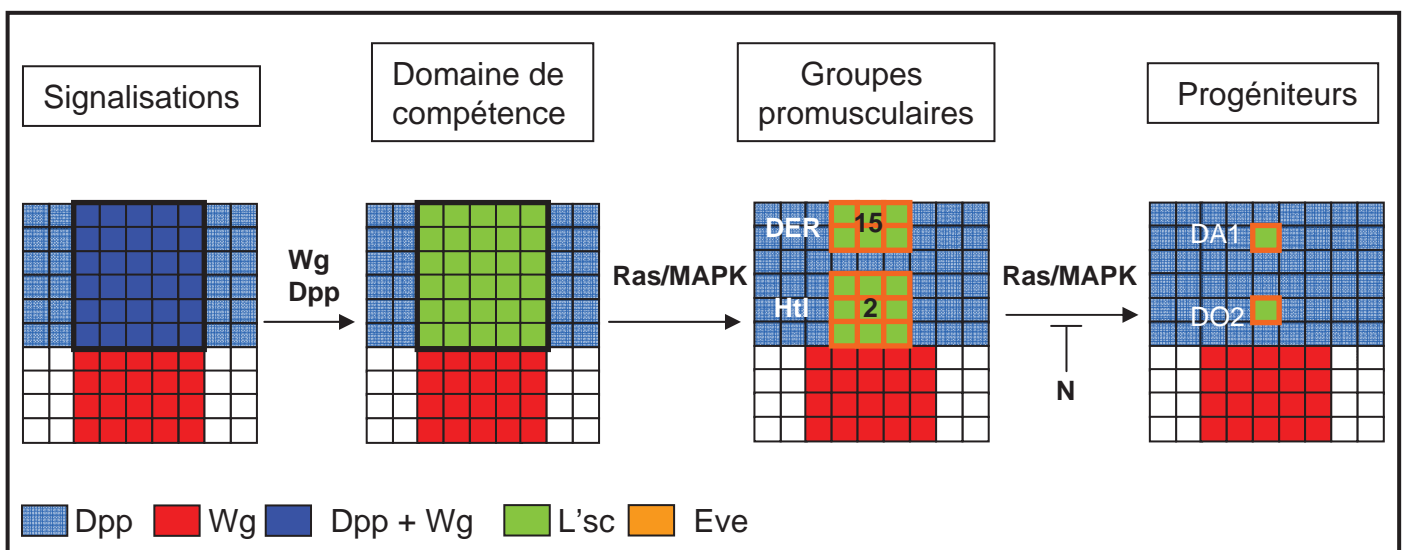 Signalisations
Domaine de
compétence
Groupes
promusculaires
Progéniteurs
Wg
Dpp
Ras/MAPK
DER
15
Htl
2
Ras/MAPK
N
DA1
DO2
Dpp
Wg
Dpp + Wg
L'sc
Eve